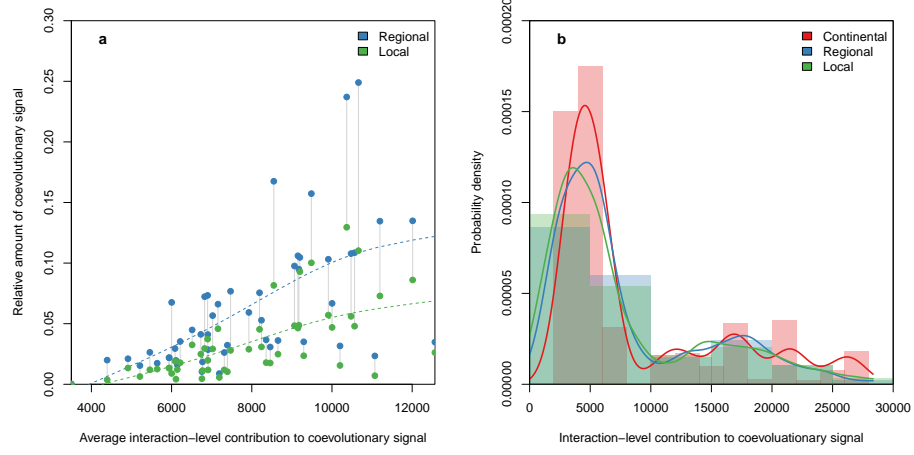 a
Regional
Local
Relative amount of coevolutionary signal
0.30
0.25
0.20
0.15
0.10
0.05
0.00
4000 6000 8000 10000 12000
Average interaction−level contribution to coevolutionary signal
b
Continental
Regional
Local
Probability density
0.00020
0.00015
0.00010
0.00005
0.00000
0 5000 10000 15000 20000 25000 30000
Interaction−level contribution to coevoluationary signal